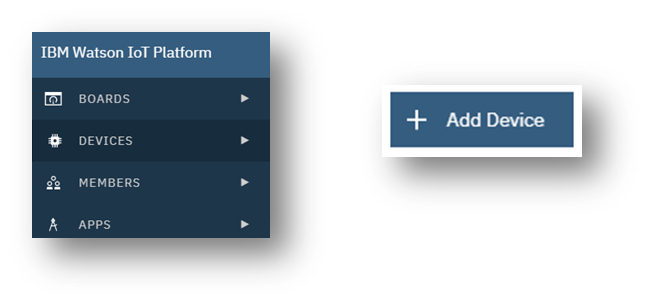 IBM Watson IoT Platform
BOARDS
DEVICES
MEMBERS
APPS
+ Add Device